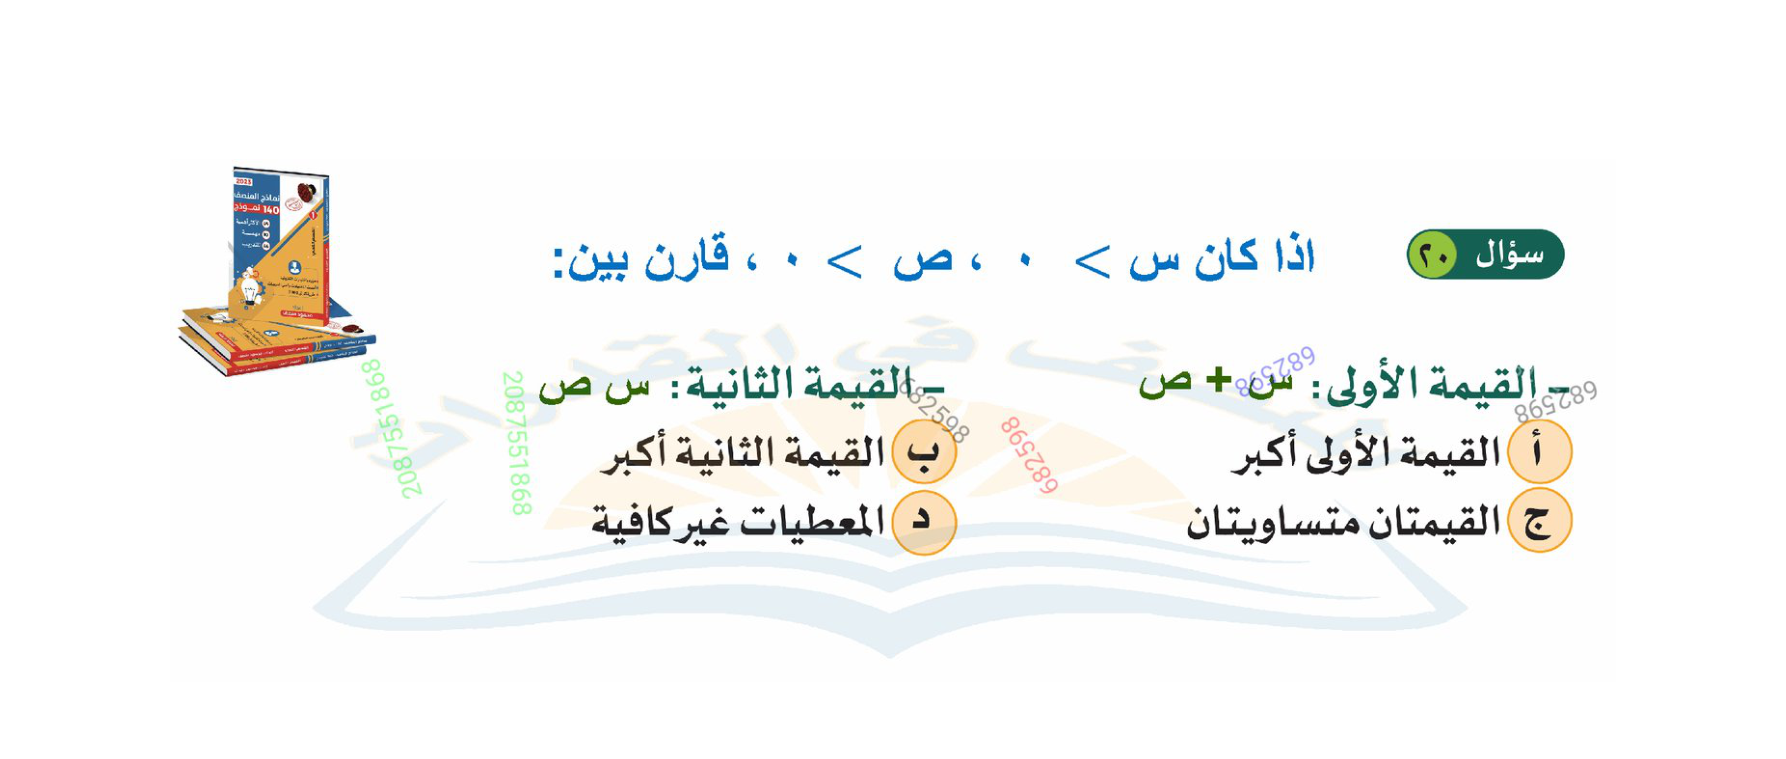 سؤال ٢٠
اذا كان س < ٠ ، ص < ٠ ، قارن بين:
– القيمة الأولى: س + ص
– القيمة الثانية: س ص
أ القيمة الأولى أكبر
ب القيمة الثانية أكبر
ج القيمتان متساويتان
د المعطيات غير كافية
2023
نماذج المنصف
140 نموذج
682598
682598
682598
682598
2087551868
2087551868